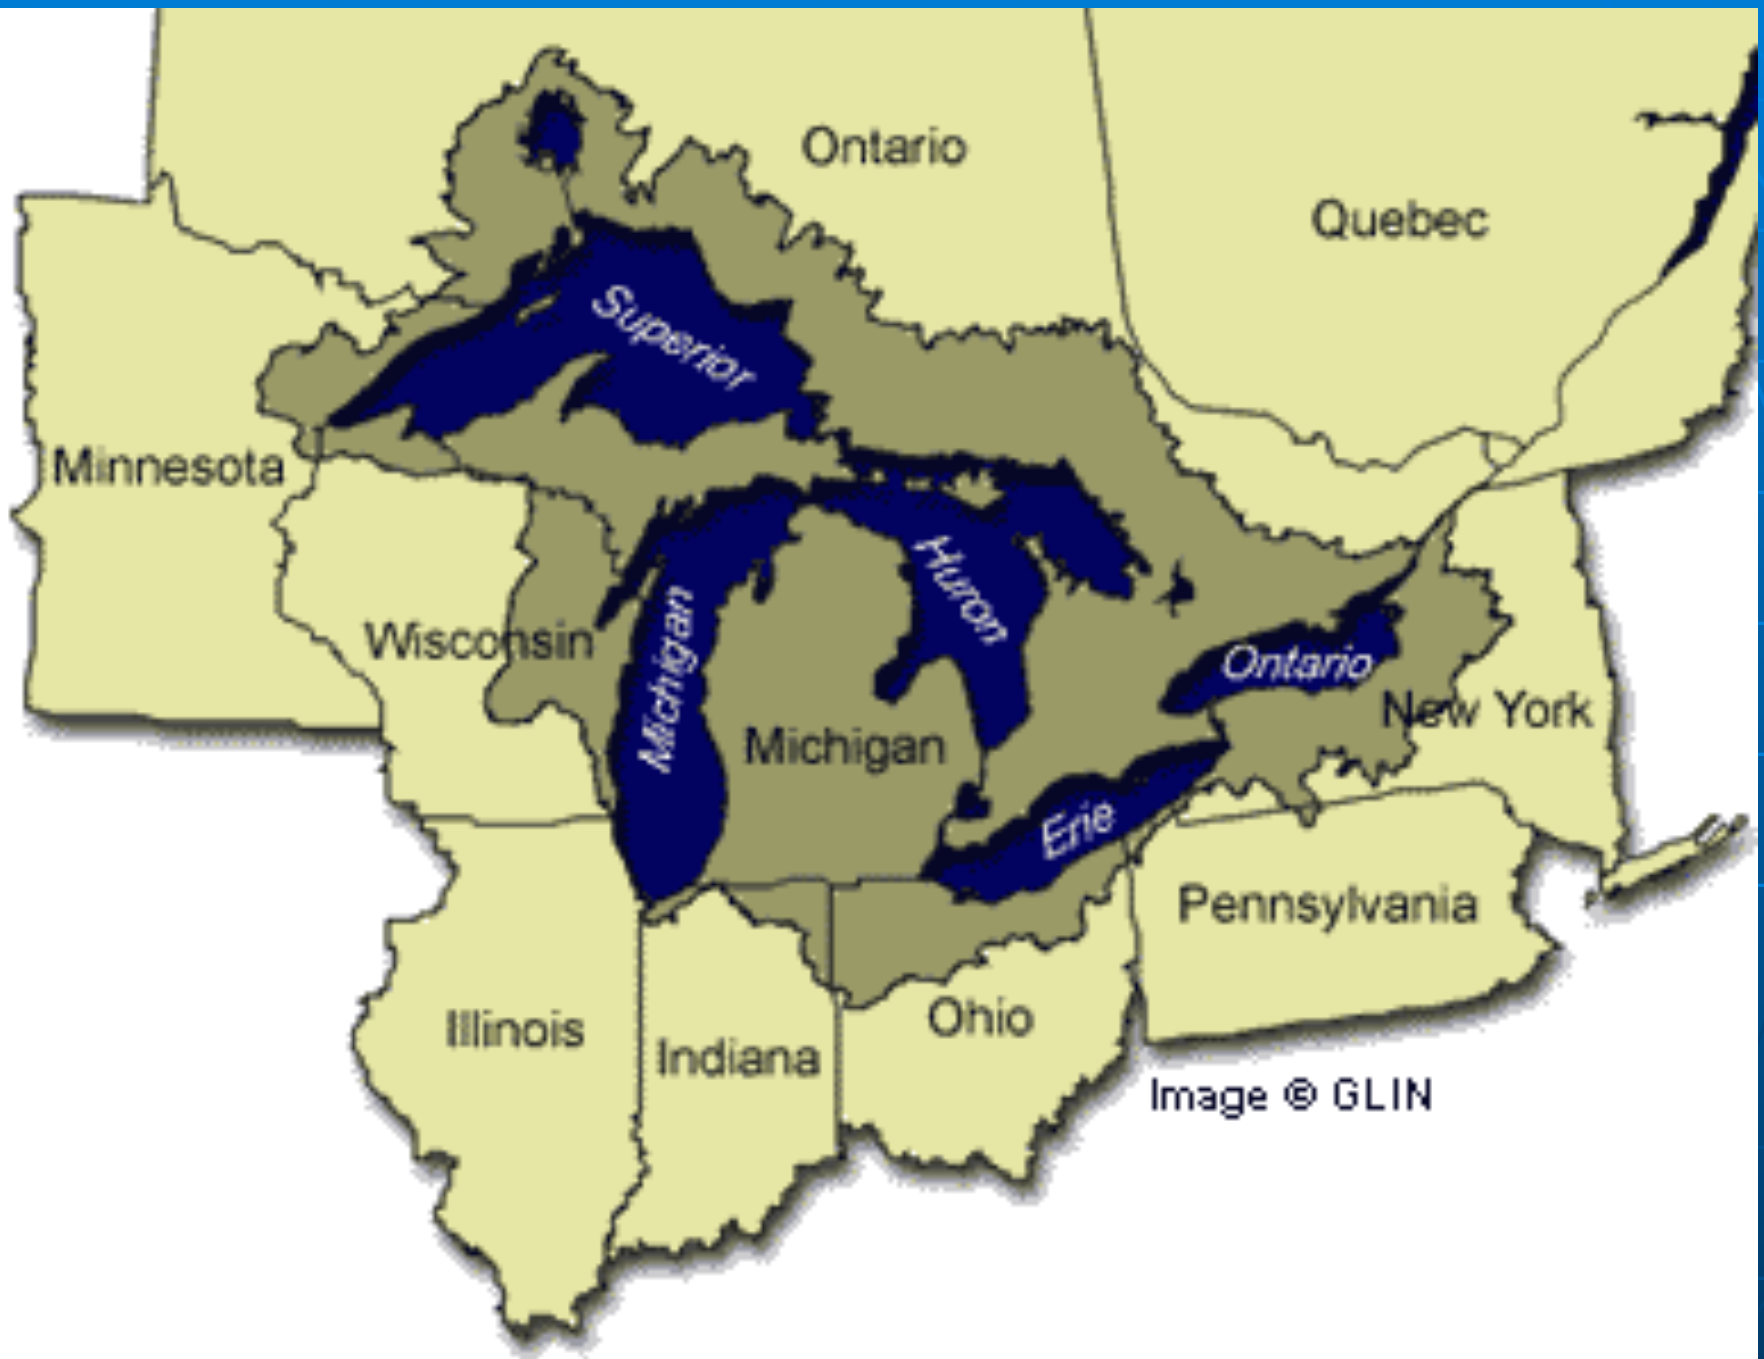 Ontario
Quebec
Superior
Minnesota
Huron
Wisconsin
Michigan
Ontario
New York
Michigan
Erie
Pennsylvania
Ohio
Illinois
Indiana
Image © GLIN